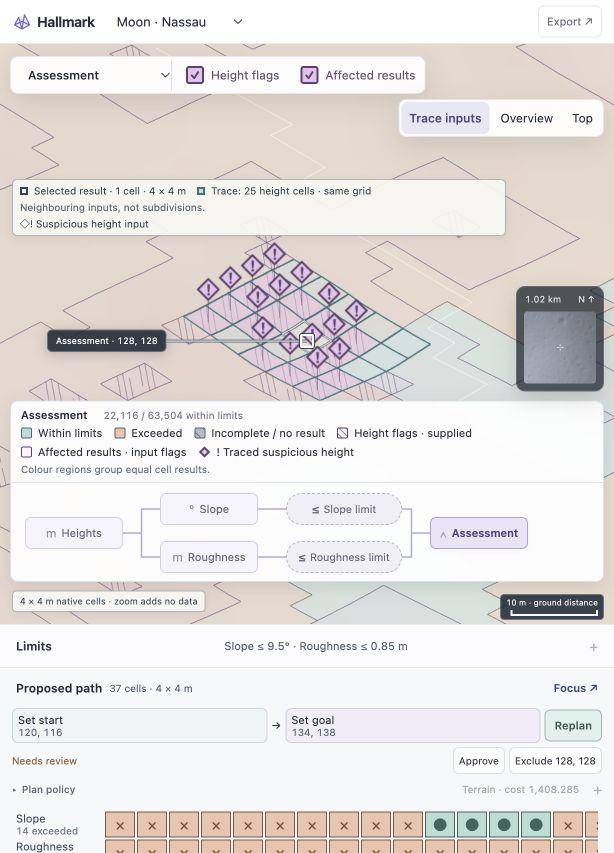 Hallmark
Moon · Nassau
Export ↗
Assessment
Height flags
Affected results
Trace inputs
Overview
Top
Selected result · 1 cell · 4 × 4 m
Trace: 25 height cells · same grid
Neighbouring inputs, not subdivisions.
◇! Suspicious height input
Assessment · 128, 128
1.02 km
N ↑
Assessment
22,116 / 63,504 within limits
Within limits
Exceeded
Incomplete / no result
Height flags · supplied
Affected results · input flags
! Traced suspicious height
Colour regions group equal cell results.
m Heights
° Slope
≤ Slope limit
m Roughness
≤ Roughness limit
∧ Assessment
4 × 4 m native cells · zoom adds no data
10 m · ground distance
Limits
Slope ≤ 9.5° · Roughness ≤ 0.85 m
+
Proposed path
37 cells · 4 × 4 m
Focus ↗
Set start
120, 116
→
Set goal
134, 138
Replan
Needs review
Approve
Exclude 128, 128
▸ Plan policy
Terrain · cost 1,408.285
+
Slope
14 exceeded
Roughness